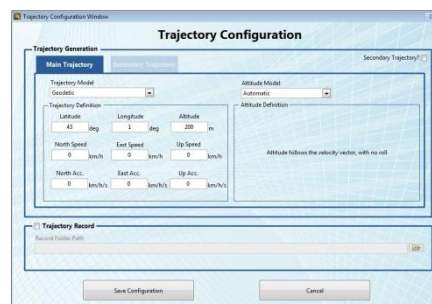 Trajectory Configuration Window
Trajectory Configuration
Trajectory Generation
Secondary Trajectory?
Main Trajectory Secondary Trajectory
Trajectory Model
Geodetic
Attitude Model
Automatic
Trajectory Definition
Attitude Definition
Latitude Longitude Altitude
43 deg 1 deg 200 m
North Speed East Speed Up Speed
0 km/h 0 km/h 0 km/h
Attitude follows the velocity vector, with no roll
North Acc. East Acc. Up Acc.
0 km/h/s 0 km/h/s 0 km/h/s
Trajectory Record
Record Folder Path
Save Configuration Cancel